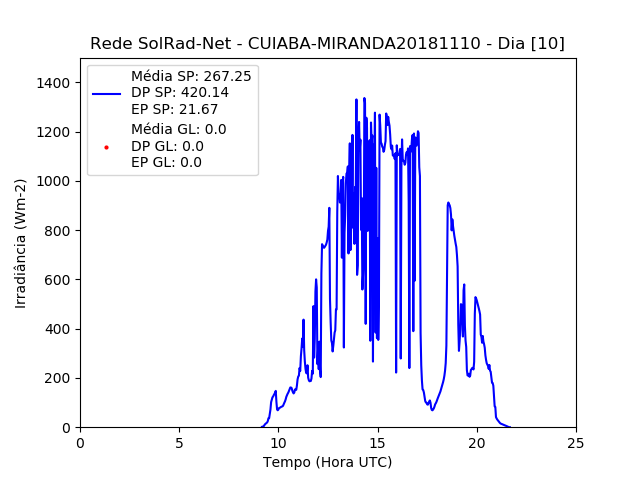 Rede SolRad-Net - CUIABA-MIRANDA20181110 - Dia [10]
Média SP: 267.25
DP SP: 420.14
EP SP: 21.67
Média GL: 0.0
DP GL: 0.0
EP GL: 0.0
Irradiância (Wm-2)
1400
1200
1000
800
600
400
200
0
0 5 10 15 20 25
Tempo (Hora UTC)